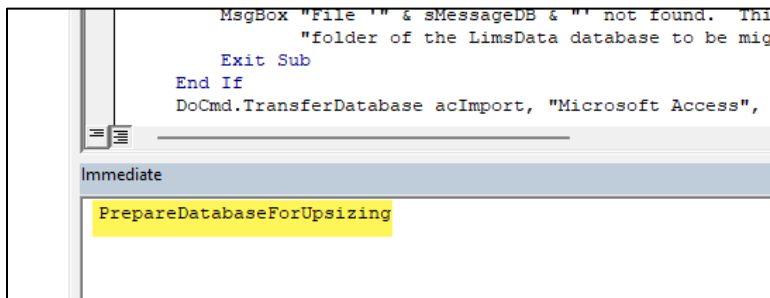 MsgBox "File '" & sMessageDB & "' not found. Thi
"folder of the LimsData database to be mig
Exit Sub
End If
DoCmd.TransferDatabase acImport, "Microsoft Access",
Immediate
PrepareDatabaseForUpsizing